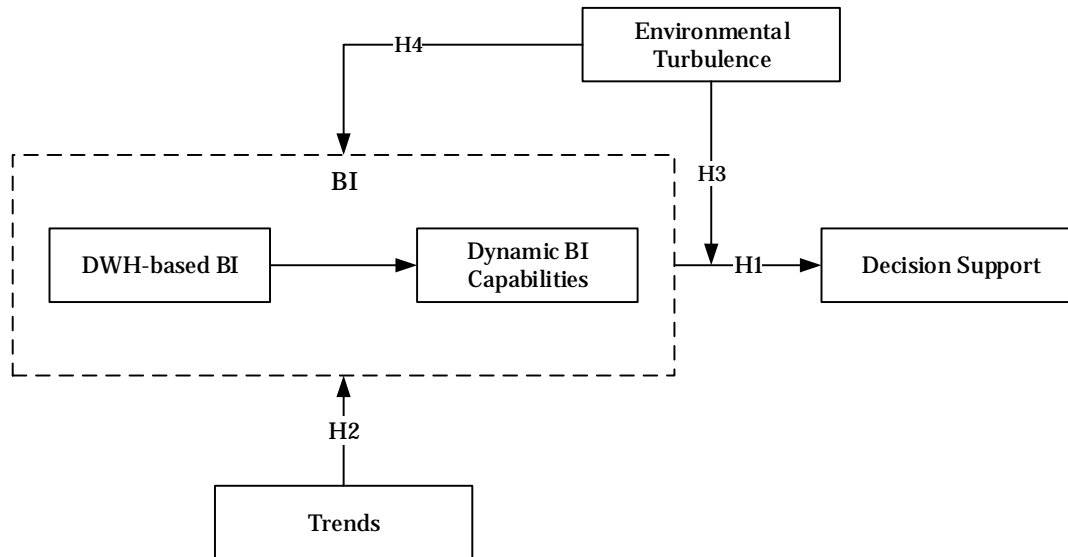 Environmental
Turbulence
H4
H3
BI
DWH-based BI
Dynamic BI
Capabilities
H1
Decision Support
H2
Trends